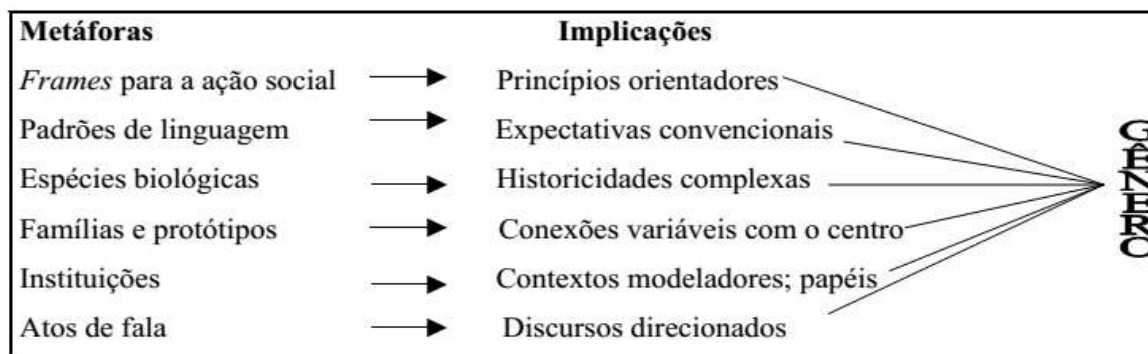 Metáforas Implicações
Frames para a ação social Princípios orientadores
Padrões de linguagem Expectativas convencionais
Espécies biológicas Historicidades complexas
Famílias e protótipos Conexões variáveis com o centro
Instituições Contextos modeladores; papéis
Atos de fala Discursos direcionados
GÊNERO